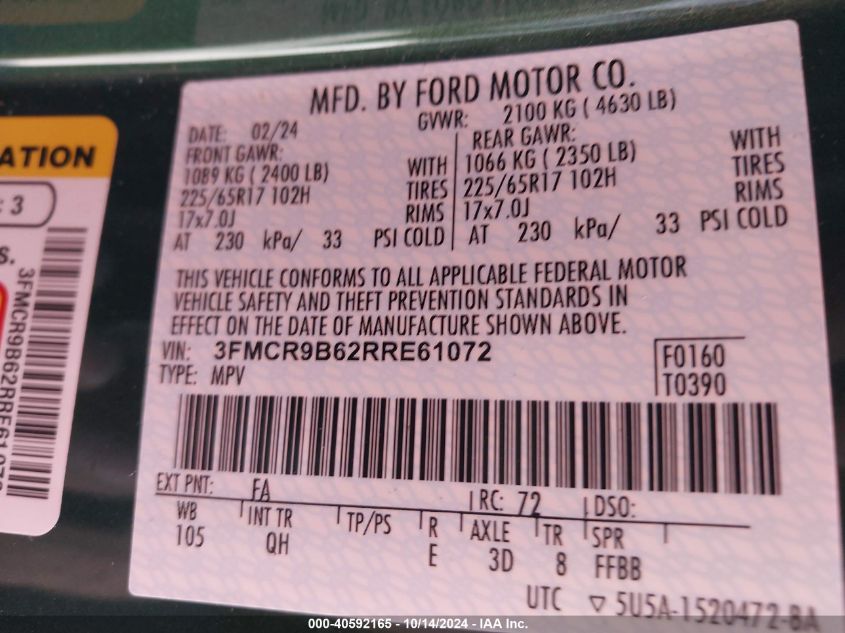 MFD. BY FORD MOTOR CO.
DATE: 02/24 GVWR: 2100 KG ( 4630 LB)
FRONT GAWR: REAR GAWR:
1089 KG ( 2400 LB) WITH 1066 KG ( 2350 LB) WITH
225/65R17 102H TIRES 225/65R17 102H TIRES
17x7.0J RIMS 17x7.0J RIMS
AT 230 kPa/ 33 PSI COLD AT 230 kPa/ 33 PSI COLD
THIS VEHICLE CONFORMS TO ALL APPLICABLE FEDERAL MOTOR
VEHICLE SAFETY AND THEFT PREVENTION STANDARDS IN
EFFECT ON THE DATE OF MANUFACTURE SHOWN ABOVE.
VIN: 3FMCR9B62RRE61072 F0160
TYPE: MPV T0390
EXT PNT: FA RC: 72 DSO:
WB INT TR TP/PS R AXLE TR SPR
105 QH E 3D 8 FFBB
UTC ▽ 5U5A-1520472-BA
ATION
: 3
S.
3FMCR9B62RRE61072
000-40592165 - 10/14/2024 - IAA Inc.